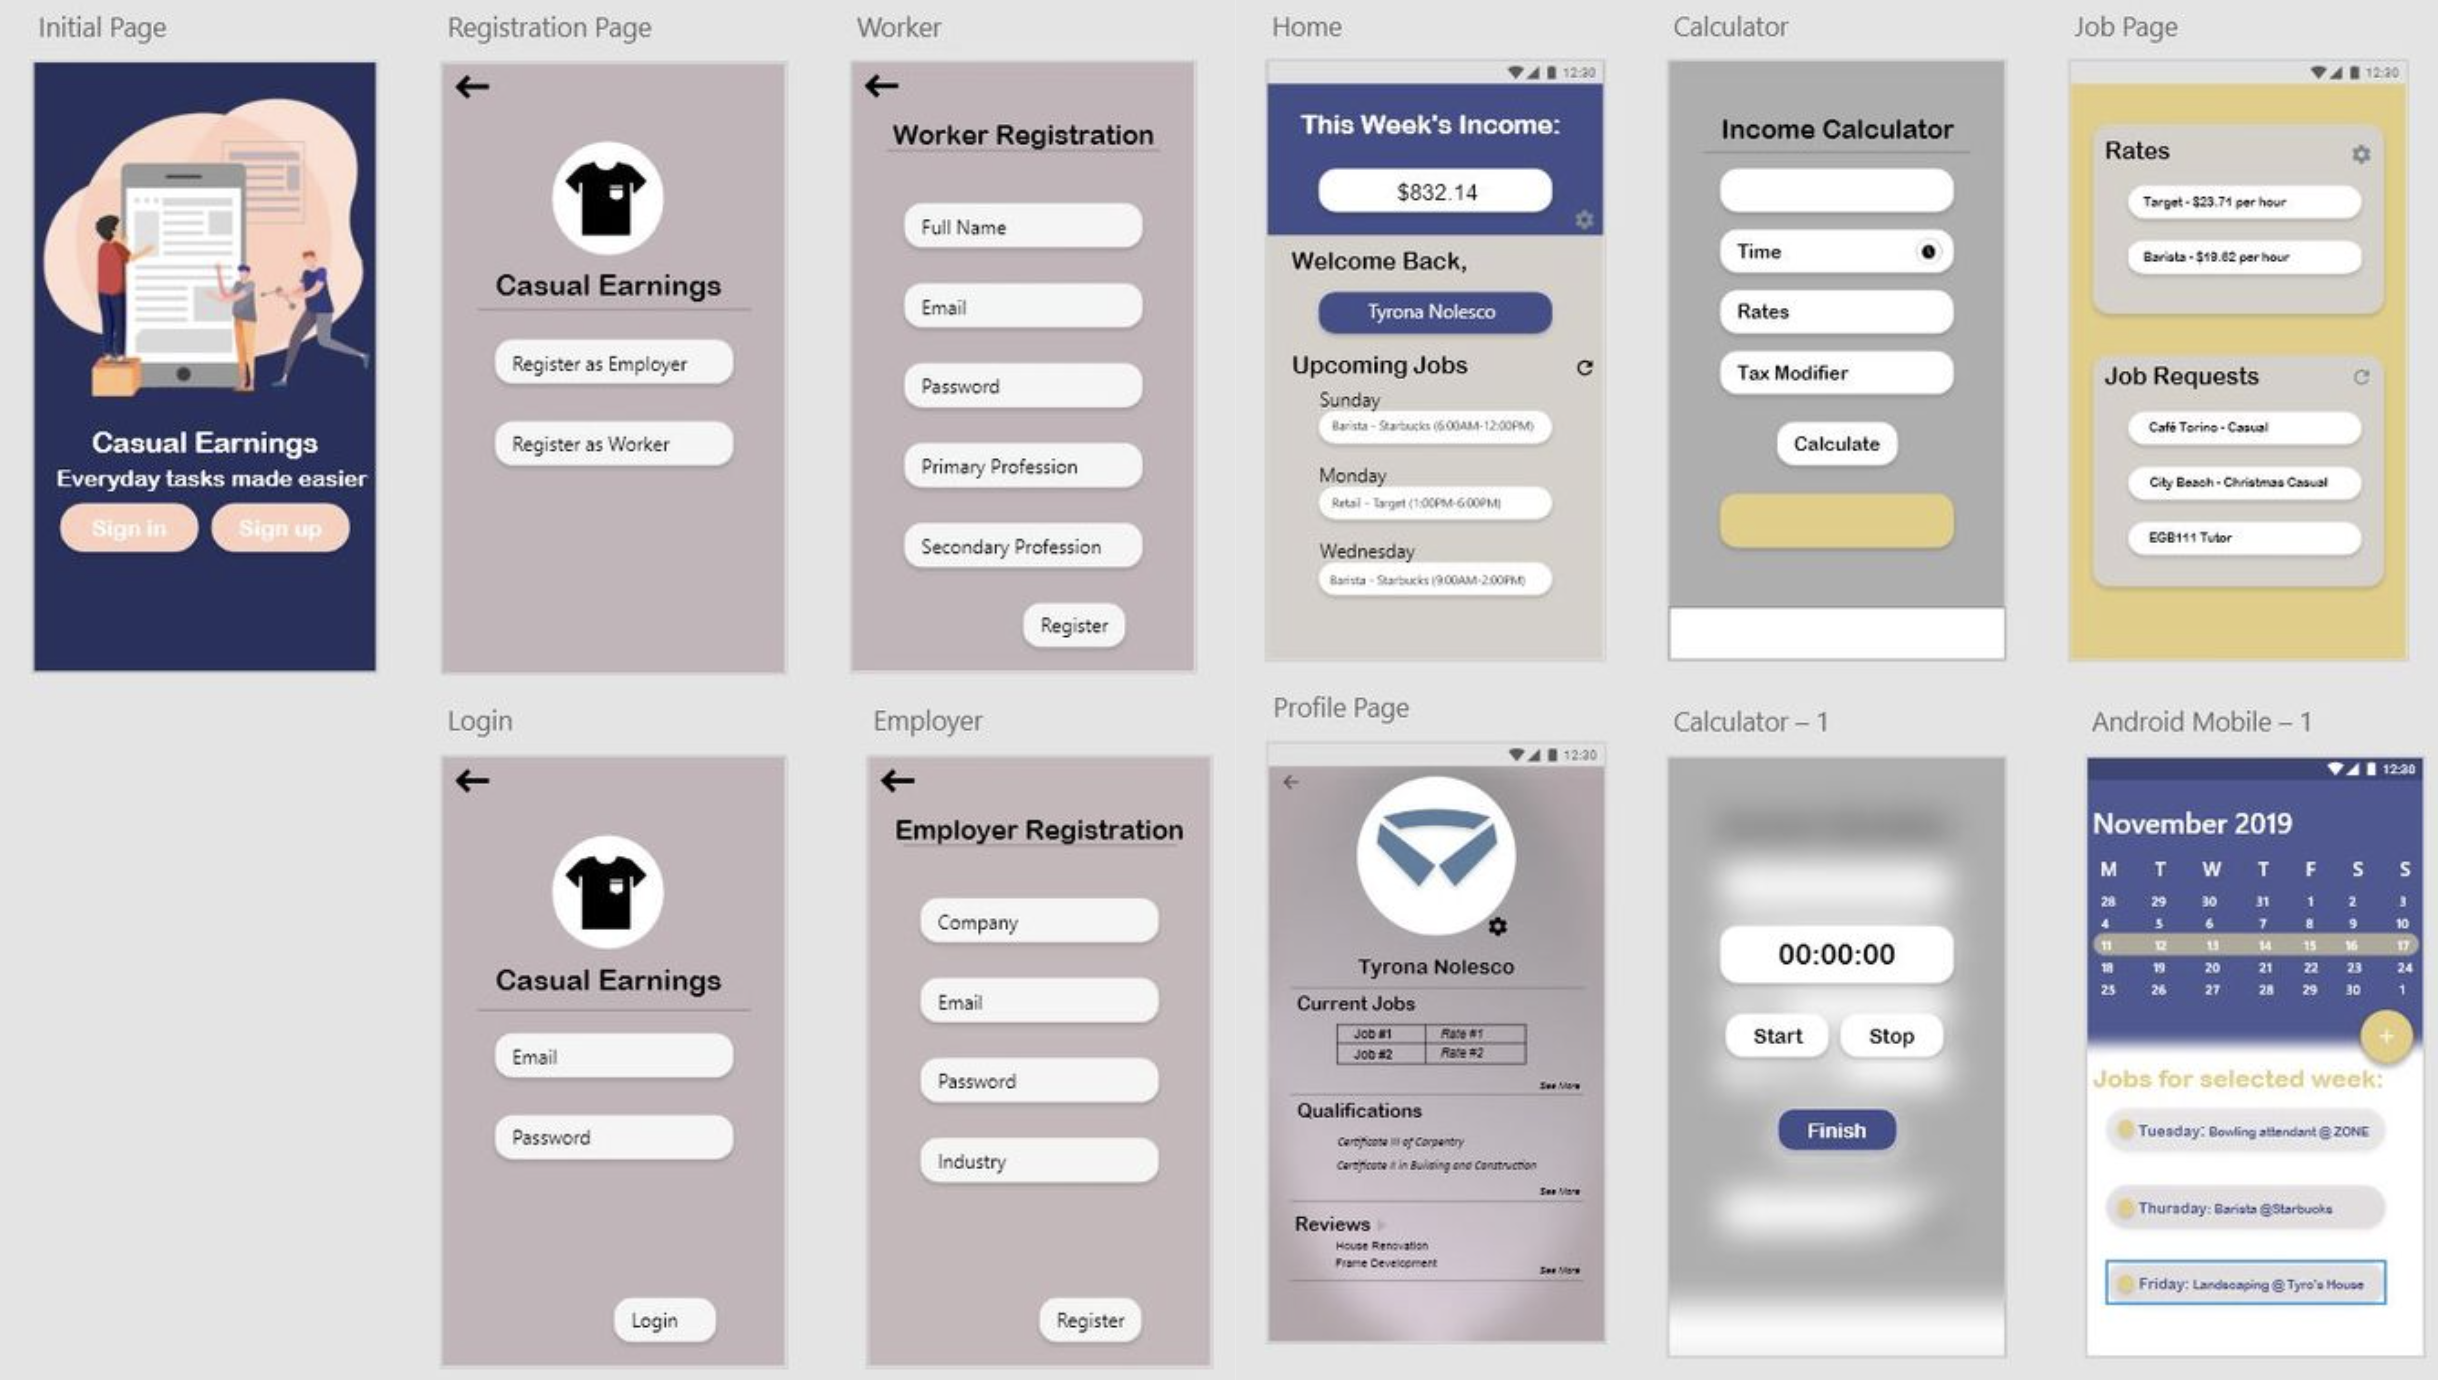 Initial Page
Casual Earnings
Everyday tasks made easier
Sign in
Sign up
Registration Page
Casual Earnings
Register as Employer
Register as Worker
Worker
Worker Registration
Full Name
Email
Password
Primary Profession
Secondary Profession
Register
Home
12:30
This Week's Income:
$832.14
Welcome Back,
Tyrona Nolesco
Upcoming Jobs
Sunday
Barista - Starbucks (6:00AM-12:00PM)
Monday
Retail - Target (1:00PM-6:00PM)
Wednesday
Barista - Starbucks (9:00AM-2:00PM)
Calculator
Income Calculator
Time
Rates
Tax Modifier
Calculate
Job Page
12:30
Rates
Target - $23.71 per hour
Barista - $19.62 per hour
Job Requests
Café Torino - Casual
City Beach - Christmas Casual
EGB111 Tutor
Login
Casual Earnings
Email
Password
Login
Employer
Employer Registration
Company
Email
Password
Industry
Register
Profile Page
12:30
Tyrona Nolesco
Current Jobs
Job #1 Rate #1
Job #2 Rate #2
See More
Qualifications
Certificate III of Carpentry
Certificate II in Building and Construction
See More
Reviews
House Renovation
Frame Development
See More
Calculator – 1
00:00:00
Start
Stop
Finish
Android Mobile – 1
12:30
November 2019
M T W T F S S
28 29 30 31 1 2 3
4 5 6 7 8 9 10
11 12 13 14 15 16 17
18 19 20 21 22 23 24
25 26 27 28 29 30 1
+
Jobs for selected week:
Tuesday: Bowling attendant @ ZONE
Thursday: Barista @Starbucks
Friday: Landscaping @ Tyro's House